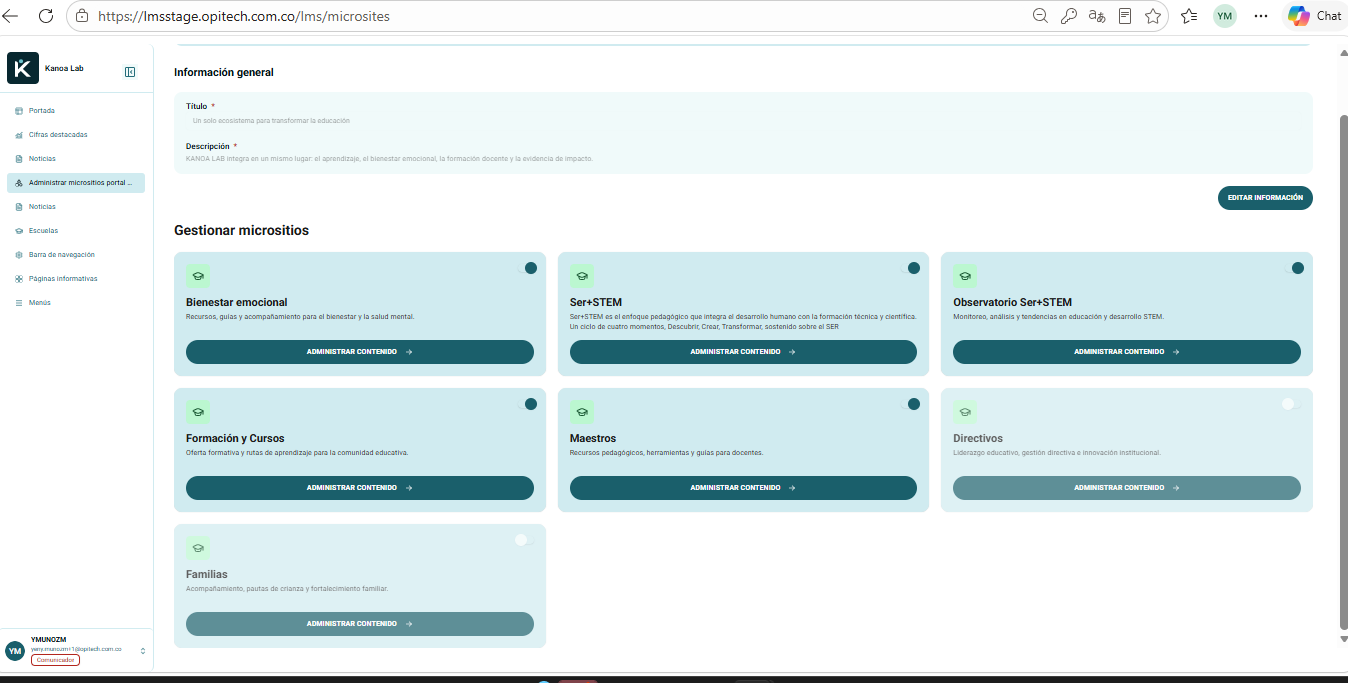 https://lmsstage.opitech.com.co/lms/microsites
YM
Chat
Kanoa Lab
Portada
Cifras destacadas
Noticias
Administrar micrositios portal ...
Noticias
Escuelas
Barra de navegación
Páginas informativas
Menús
YM
YMUNOZM
yeny.munozm+1@opitech.com.co
Comunicador
Información general
Título *
Un solo ecosistema para transformar la educación
Descripción *
KANOA LAB integra en un mismo lugar: el aprendizaje, el bienestar emocional, la formación docente y la evidencia de impacto.
EDITAR INFORMACIÓN
Gestionar micrositios
Bienestar emocional
Recursos, guías y acompañamiento para el bienestar y la salud mental.
ADMINISTRAR CONTENIDO →
Ser+STEM
Ser+STEM es el enfoque pedagógico que integra el desarrollo humano con la formación técnica y científica.
Un ciclo de cuatro momentos, Descubrir, Crear, Transformar, sostenido sobre el SER
ADMINISTRAR CONTENIDO →
Observatorio Ser+STEM
Monitoreo, análisis y tendencias en educación y desarrollo STEM.
ADMINISTRAR CONTENIDO →
Formación y Cursos
Oferta formativa y rutas de aprendizaje para la comunidad educativa.
ADMINISTRAR CONTENIDO →
Maestros
Recursos pedagógicos, herramientas y guías para docentes.
ADMINISTRAR CONTENIDO →
Directivos
Liderazgo educativo, gestión directiva e innovación institucional.
ADMINISTRAR CONTENIDO →
Familias
Acompañamiento, pautas de crianza y fortalecimiento familiar.
ADMINISTRAR CONTENIDO →